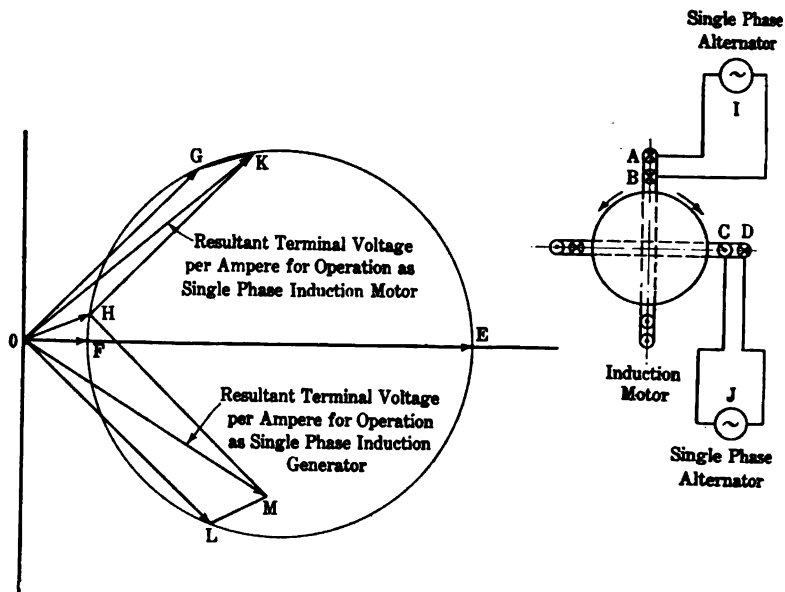 Single Phase
Alternator
I
A
B
C D
Induction
Motor
J
Single Phase
Alternator
G
K
Resultant Terminal Voltage
per Ampere for Operation as
Single Phase Induction Motor
H
O
F
E
Resultant Terminal Voltage
per Ampere for Operation
as Single Phase Induction
Generator
M
L